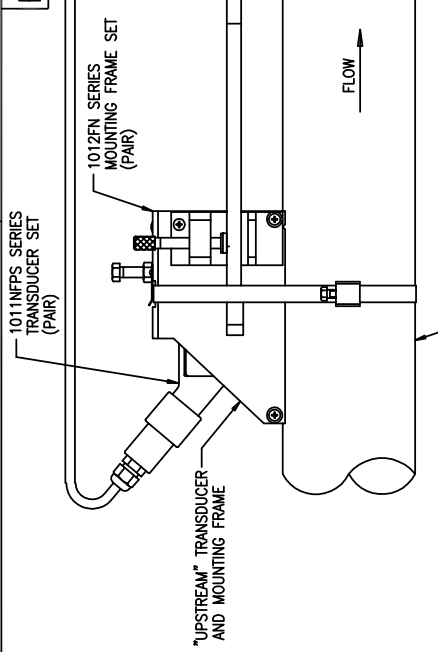 1011NFPS SERIES
TRANSDUCER SET
(PAIR)
1012FN SERIES
MOUNTING FRAME SET
(PAIR)
FLOW
"UPSTREAM" TRANSDUCER
AND MOUNTING FRAME